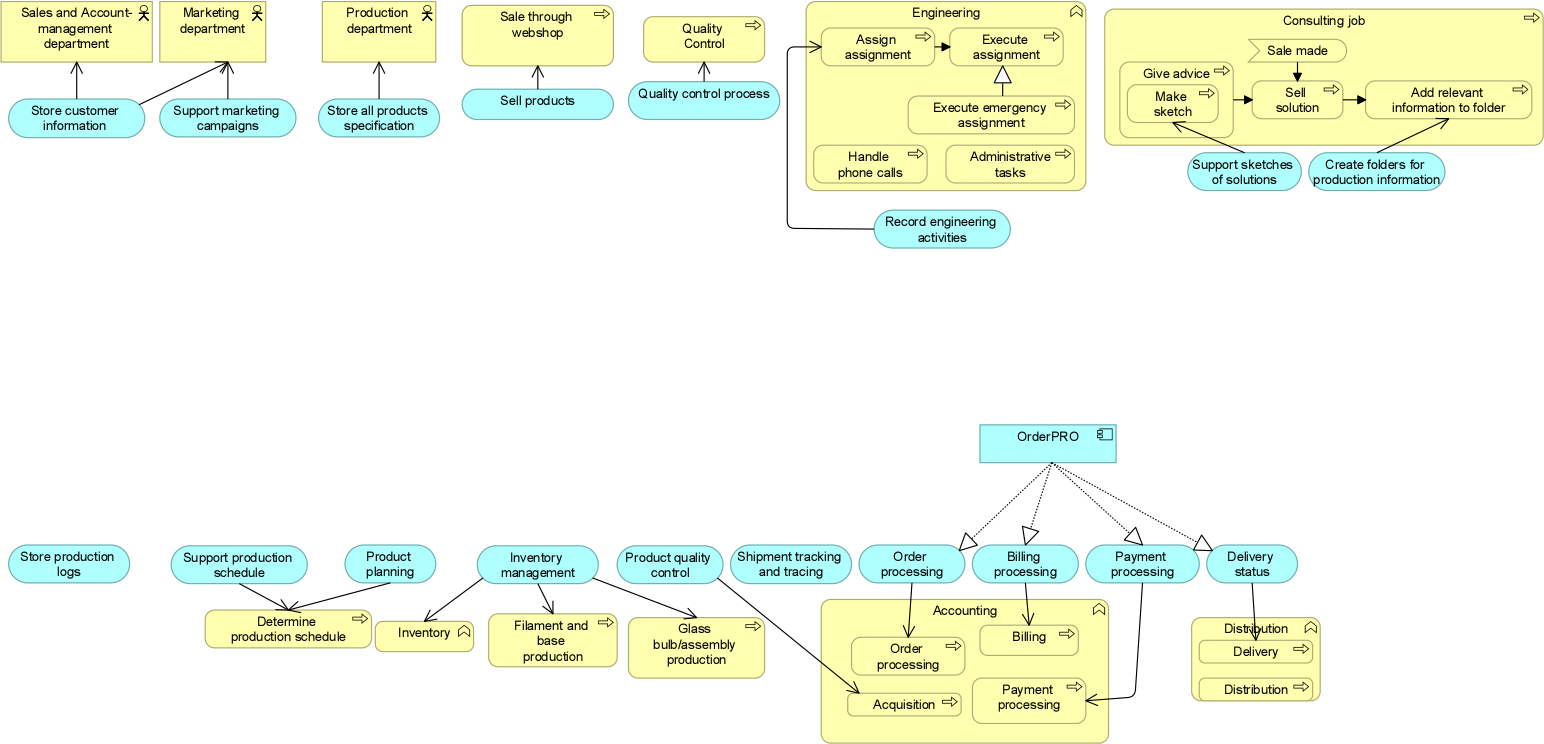 Sales and Account-
management
department
Marketing
department
Production
department
Sale through
webshop
Quality
Control
Engineering
Assign
assignment
Execute
assignment
Execute emergency
assignment
Handle
phone calls
Administrative
tasks
Consulting job
Sale made
Give advice
Make
sketch
Sell
solution
Add relevant
information to folder
Store customer
information
Support marketing
campaigns
Store all products
specification
Sell products
Quality control process
Support sketches
of solutions
Create folders for
production information
Record engineering
activities
OrderPRO
Store production
logs
Support production
schedule
Product
planning
Inventory
management
Product quality
control
Shipment tracking
and tracing
Order
processing
Billing
processing
Payment
processing
Delivery
status
Determine
production schedule
Inventory
Filament and
base
production
Glass
bulb/assembly
production
Accounting
Order
processing
Billing
Acquisition
Payment
processing
Distribution
Delivery
Distribution